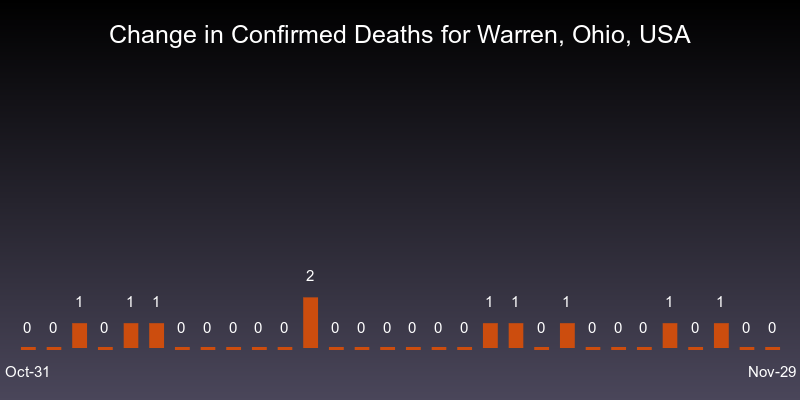 Change in Confirmed Deaths for Warren, Ohio, USA
2
1 1 1 1 1 1 1 1
0 0 0 0 0 0 0 0 0 0 0 0 0 0 0 0 0 0 0 0 0
Oct-31 Nov-29